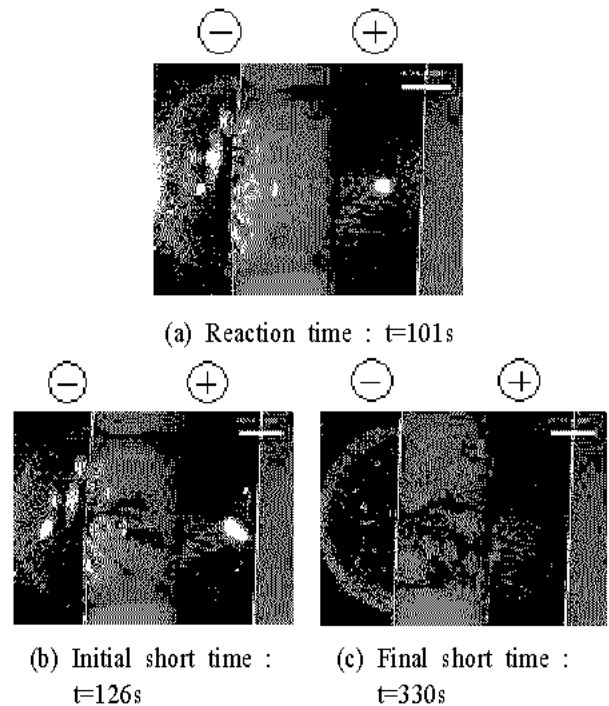 − +
(a) Reaction time : t=101s
− +
− +
(b) Initial short time :
t=126s
(c) Final short time :
t=330s